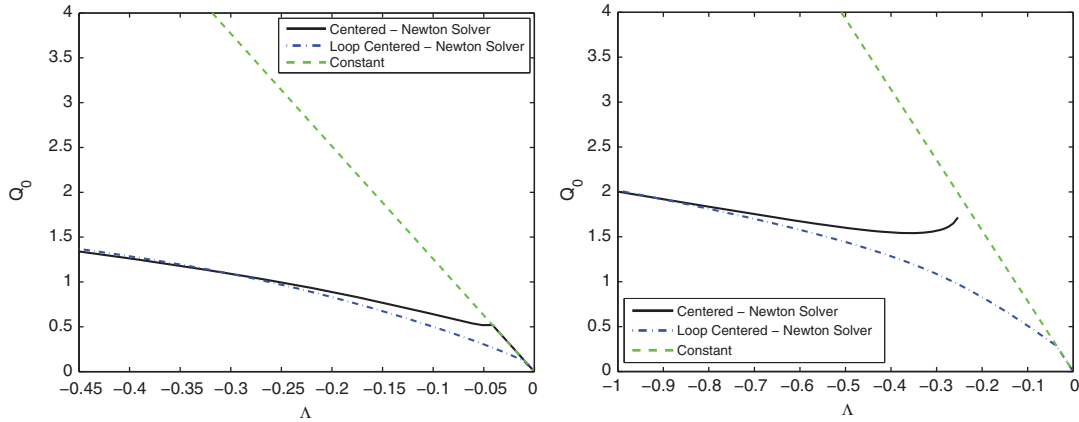 4
3.5
3
2.5
2
1.5
1
0.5
0
Q0
−0.45 −0.4 −0.35 −0.3 −0.25 −0.2 −0.15 −0.1 −0.05 0
Λ
Centered − Newton Solver
Loop Centered − Newton Solver
Constant
4
3.5
3
2.5
2
1.5
1
0.5
0
Q0
−1 −0.9 −0.8 −0.7 −0.6 −0.5 −0.4 −0.3 −0.2 −0.1 0
Λ
Centered − Newton Solver
Loop Centered − Newton Solver
Constant